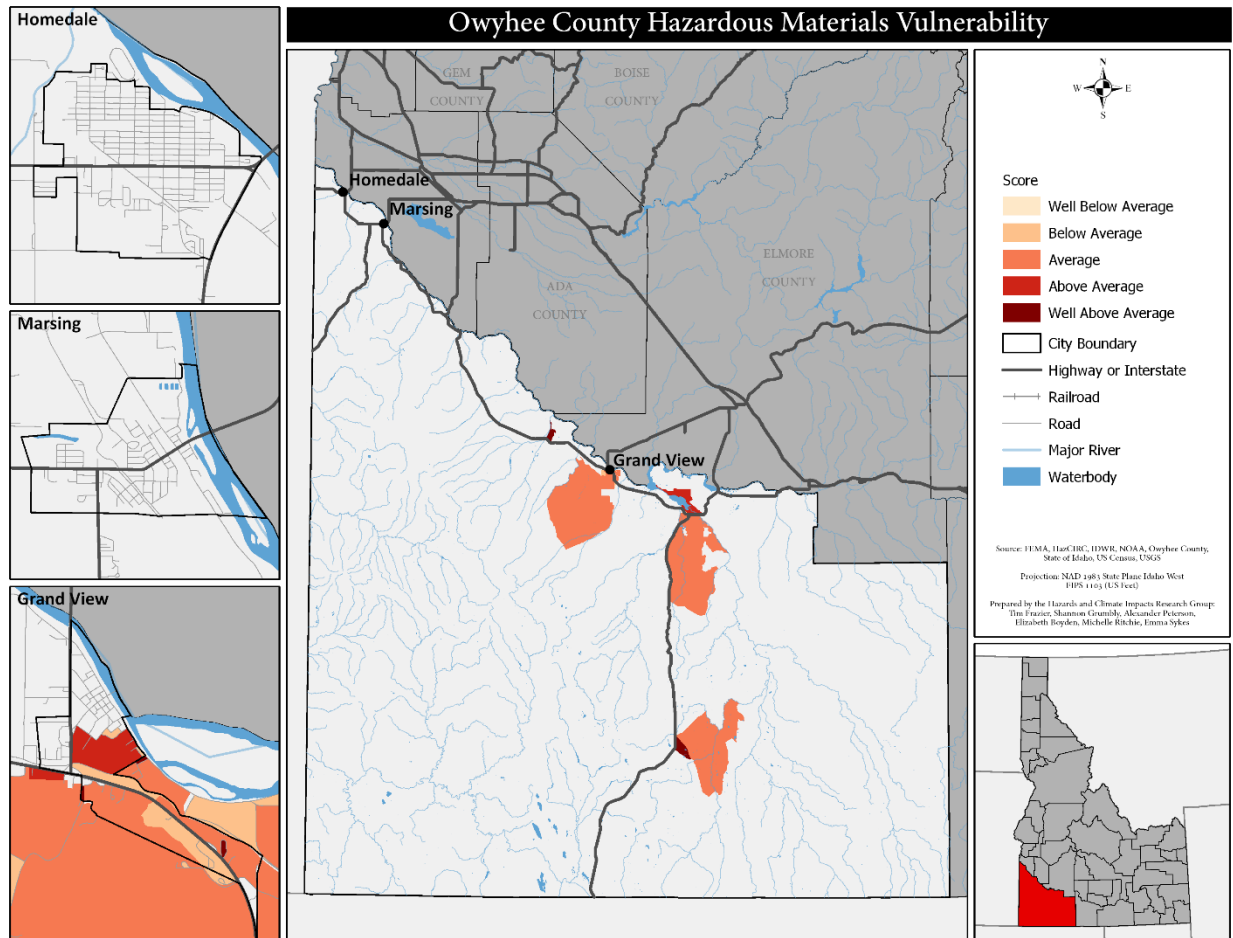 Owyhee County Hazardous Materials Vulnerability
Homedale
Marsing
Grand View
GEM
COUNTY
BOISE
COUNTY
Homedale
Marsing
ADA
COUNTY
ELMORE
COUNTY
Grand View
N
W
E
S
Score
Well Below Average
Below Average
Average
Above Average
Well Above Average
City Boundary
Highway or Interstate
Railroad
Road
Major River
Waterbody
Source: FEMA, HazCIRC, IDWR, NOAA, Owyhee County,
State of Idaho, US Census, USGS
Projection: NAD 1983 State Plane Idaho West
FIPS 1103 (US Feet)
Prepared by the Hazards and Climate Impacts Research Group:
Tim Frazier, Shannon Grumbly, Alexander Peterson,
Elizabeth Boyden, Michelle Ritchie, Emma Sykes